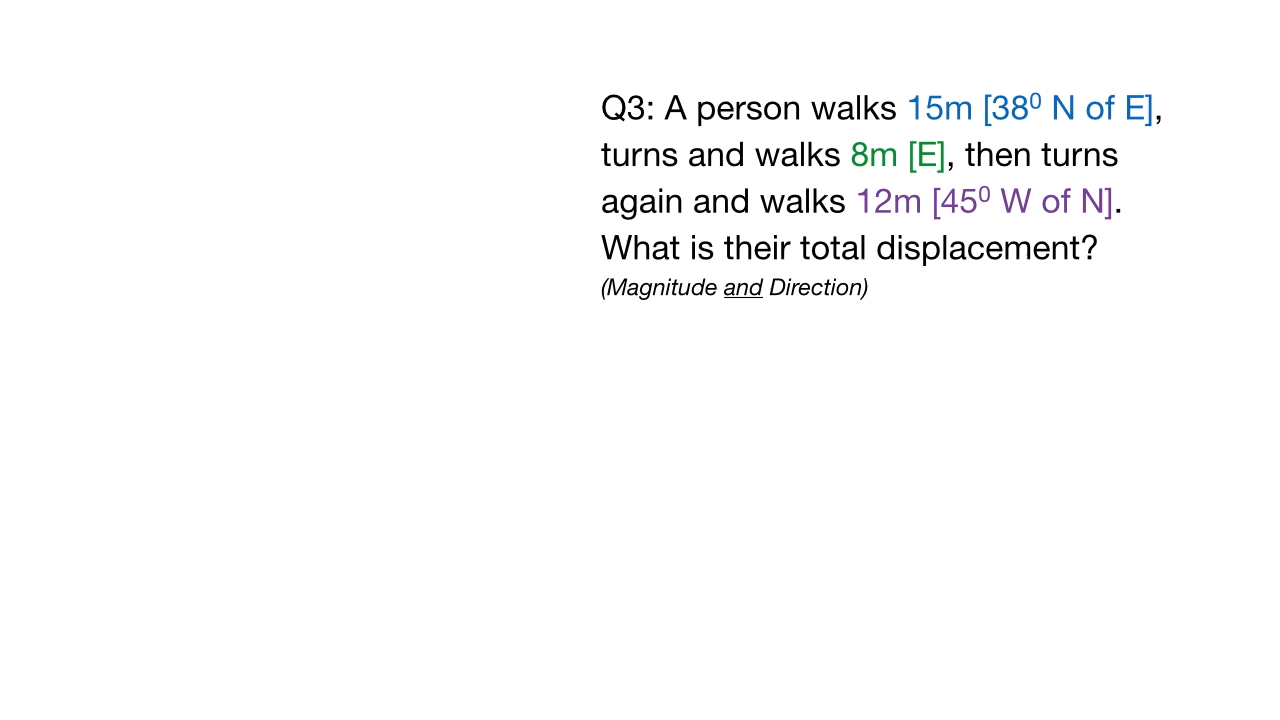 Q3: A person walks 15m [38⁰ N of E],
turns and walks 8m [E], then turns
again and walks 12m [45⁰ W of N].
What is their total displacement?
(Magnitude and Direction)